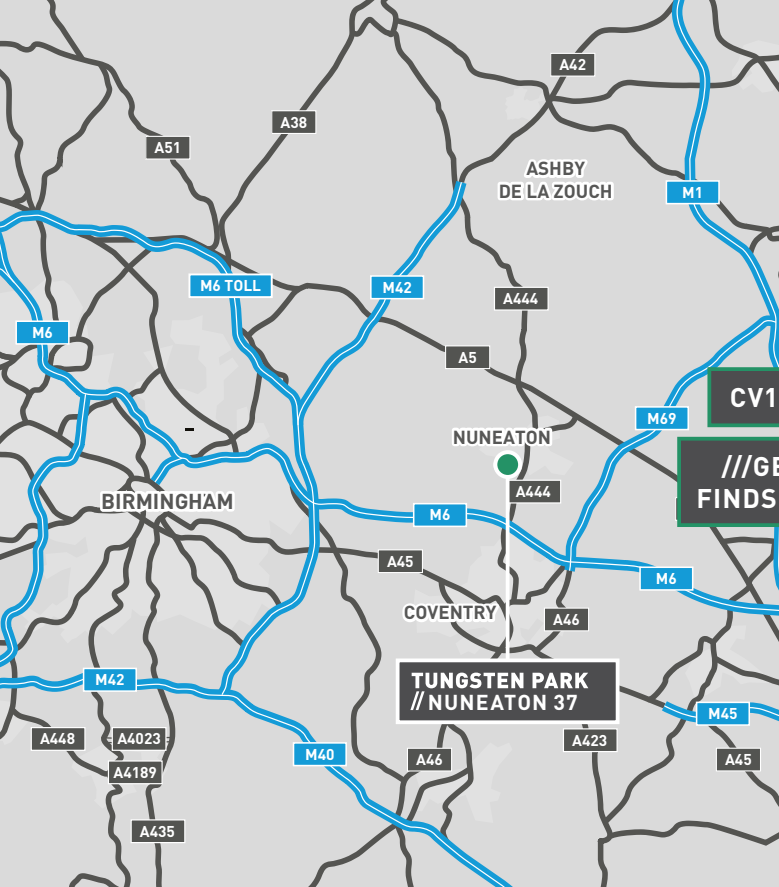 A42
A38
A51
ASHBY
DE LA ZOUCH
M1
M6 TOLL
M42
A444
M6
A5
CV1
M69
NUNEATON
///GE
FINDS
A444
BIRMINGHAM
M6
A45
M6
COVENTRY
A46
TUNGSTEN PARK
//NUNEATON 37
M42
M45
A448
A4023
A423
M40
A46
A45
A4189
A435